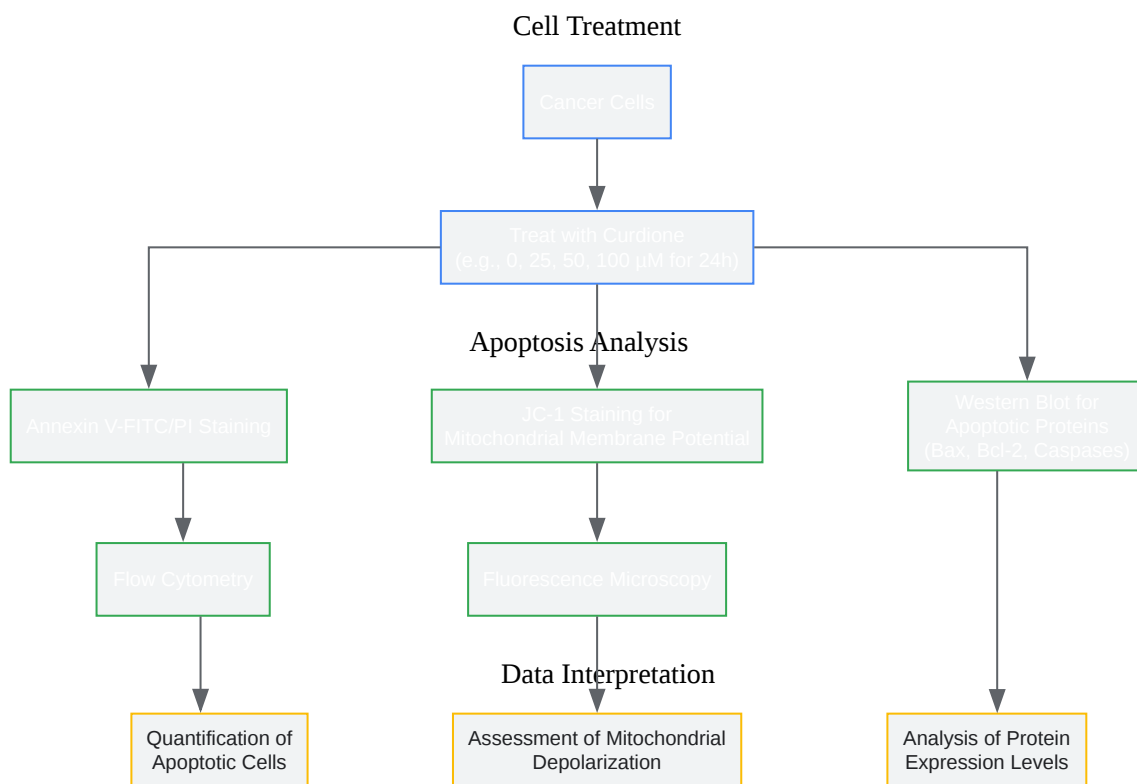 Cell Treatment
Cancer Cells
Treat with Curdione
(e.g., 0, 25, 50, 100 µM for 24h)
Apoptosis Analysis
Annexin V-FITC/PI Staining
JC-1 Staining for
Mitochondrial Membrane Potential
Western Blot for
Apoptotic Proteins
(Bax, Bcl-2, Caspases)
Flow Cytometry
Fluorescence Microscopy
Data Interpretation
Quantification of
Apoptotic Cells
Assessment of Mitochondrial
Depolarization
Analysis of Protein
Expression Levels